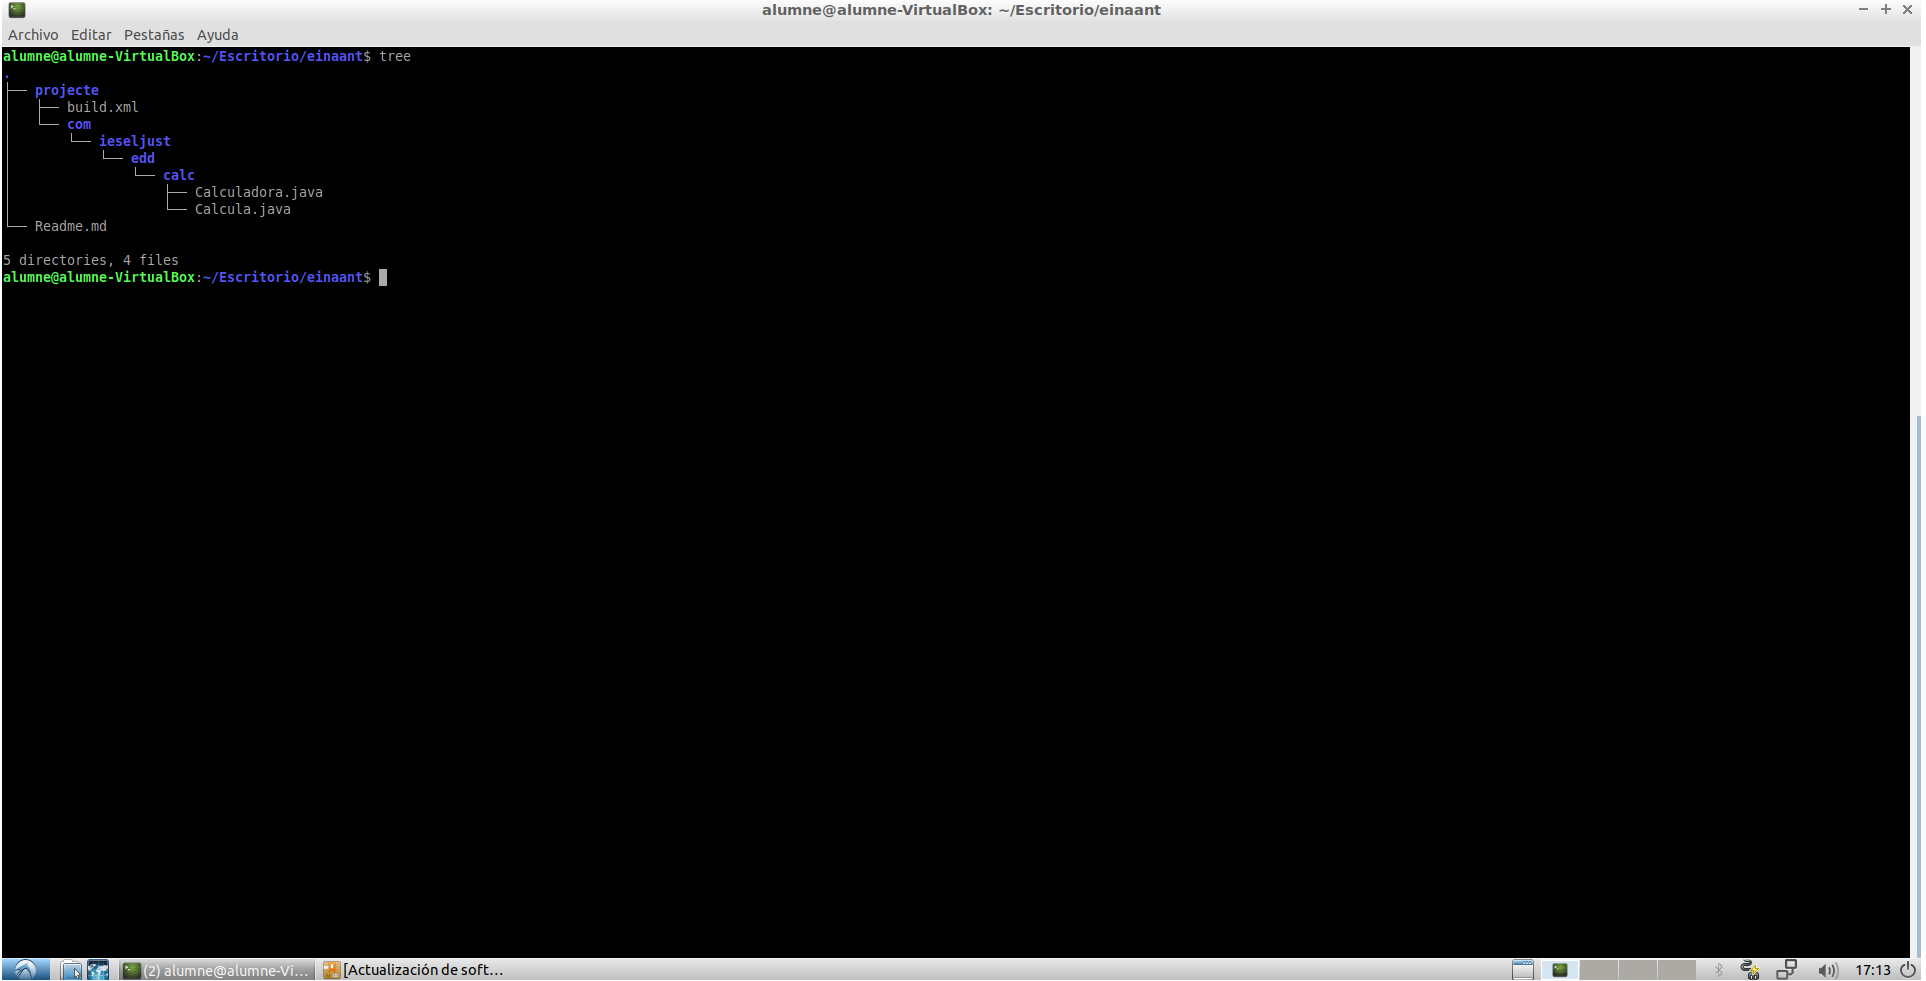 alumne@alumne-VirtualBox: ~/Escritorio/einaant
Archivo Editar Pestañas Ayuda
alumne@alumne-VirtualBox:~/Escritorio/einaant$ tree
.
├── projecte
│   ├── build.xml
│   └── com
│       └── ieseljust
│           └── edd
│               └── calc
│                   ├── Calculadora.java
│                   └── Calcula.java
└── Readme.md
5 directories, 4 files
alumne@alumne-VirtualBox:~/Escritorio/einaant$
(2) alumne@alumne-Vi... [Actualización de soft... 17:13